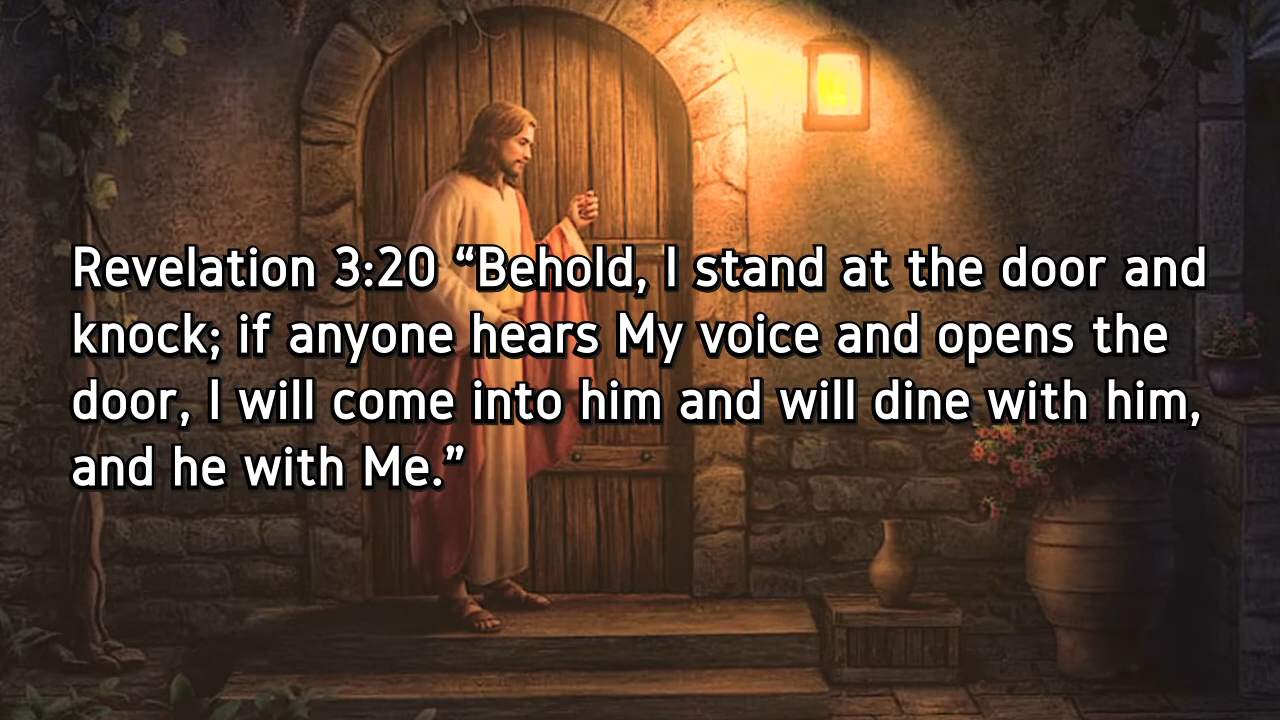 Revelation 3:20 “Behold, I stand at the door and
knock; if anyone hears My voice and opens the
door, I will come into him and will dine with him,
and he with Me.”